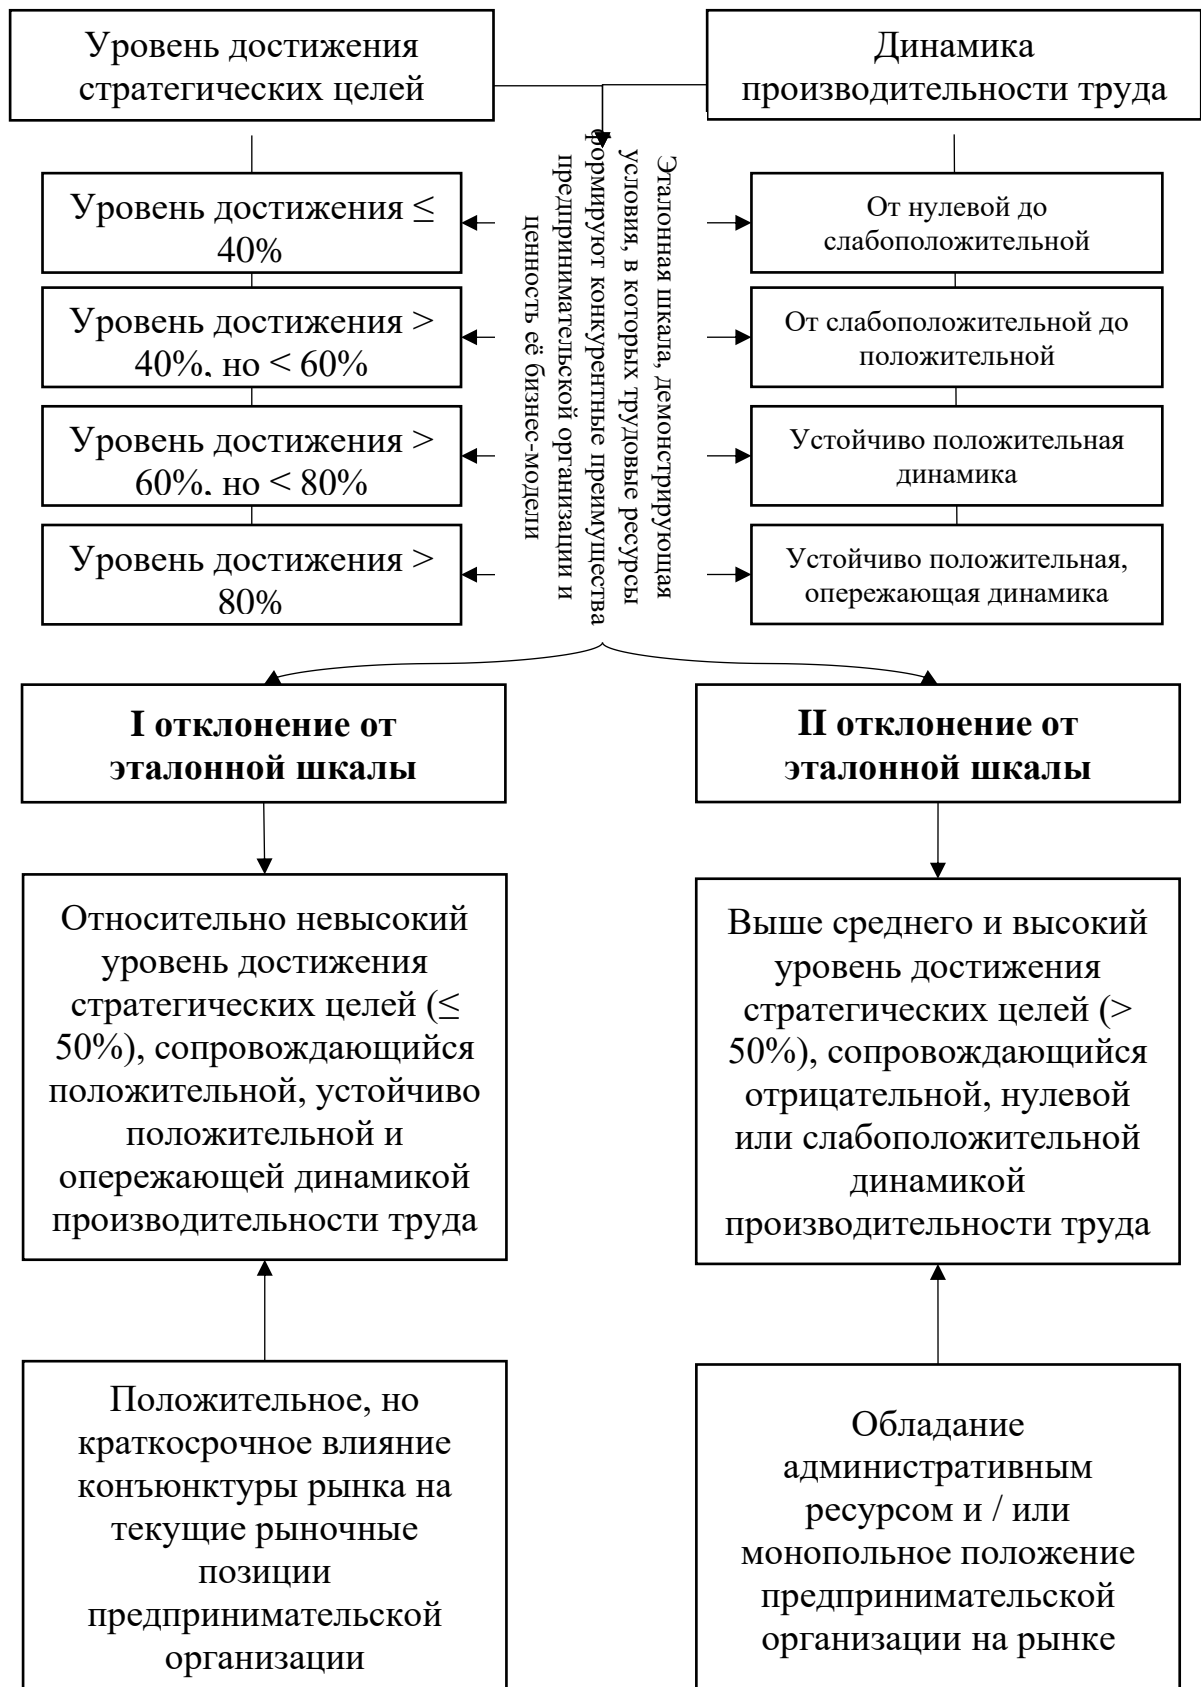 Уровень достижения
стратегических целей
Динамика
производительности труда
Уровень достижения ≤
40%
Уровень достижения >
40%, но < 60%
Уровень достижения >
60%, но < 80%
Уровень достижения >
80%
Эталонная шкала, демонстрирующая
условия, в которых трудовые ресурсы
формируют конкурентные преимущества
предпринимательской организации и
ценность её бизнес-модели
От нулевой до
слабоположительной
От слабоположительной до
положительной
Устойчиво положительная
динамика
Устойчиво положительная,
опережающая динамика
I отклонение от
эталонной шкалы
II отклонение от
эталонной шкалы
Относительно невысокий
уровень достижения
стратегических целей (≤
50%), сопровождающийся
положительной, устойчиво
положительной и
опережающей динамикой
производительности труда
Выше среднего и высокий
уровень достижения
стратегических целей (>
50%), сопровождающийся
отрицательной, нулевой
или слабоположительной
динамикой
производительности труда
Положительное, но
краткосрочное влияние
конъюнктуры рынка на
текущие рыночные
позиции
предпринимательской
организации
Обладание
административным
ресурсом и / или
монопольное положение
предпринимательской
организации на рынке